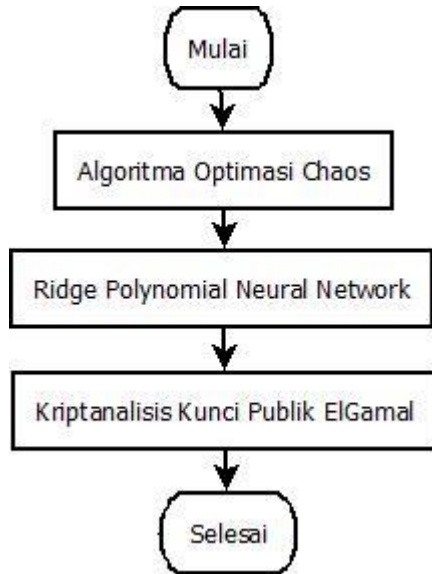 Mulai
Algoritma Optimasi Chaos
Ridge Polynomial Neural Network
Kriptanalisis Kunci Publik ElGamal
Selesai